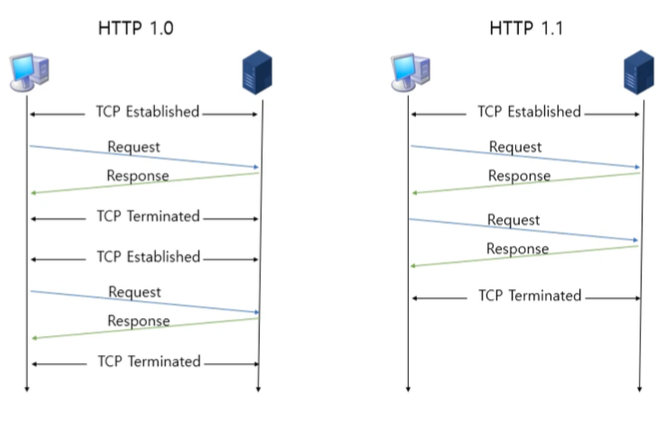 HTTP 1.0
TCP Established
Request
Response
TCP Terminated
TCP Established
Request
Response
TCP Terminated
HTTP 1.1
TCP Established
Request
Response
Request
Response
TCP Terminated